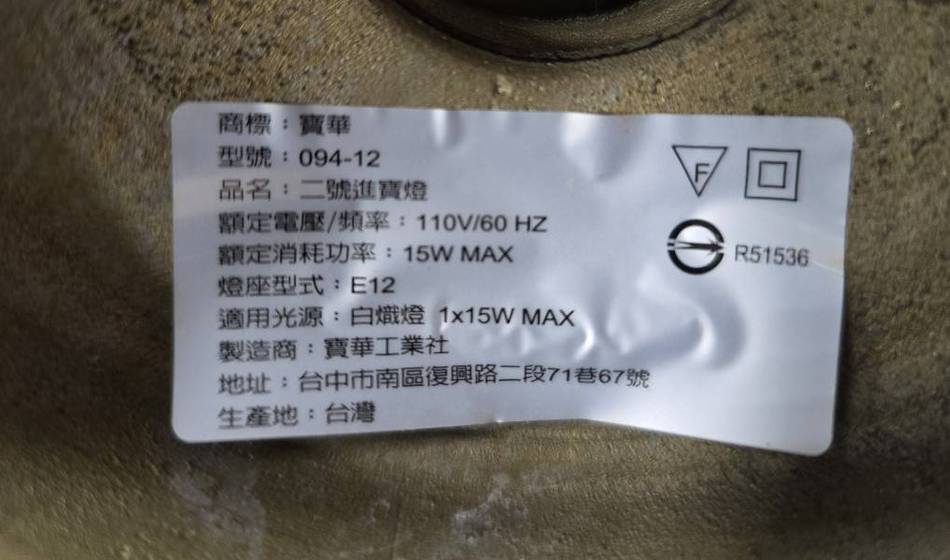 商標：寶華
型號：094-12
品名：二號進寶燈
額定電壓/頻率：110V/60 HZ
額定消耗功率：15W MAX
燈座型式：E12
適用光源：白熾燈 1x15W MAX
製造商：寶華工業社
地址：台中市南區復興路二段71巷67號
生產地：台灣
F
R51536